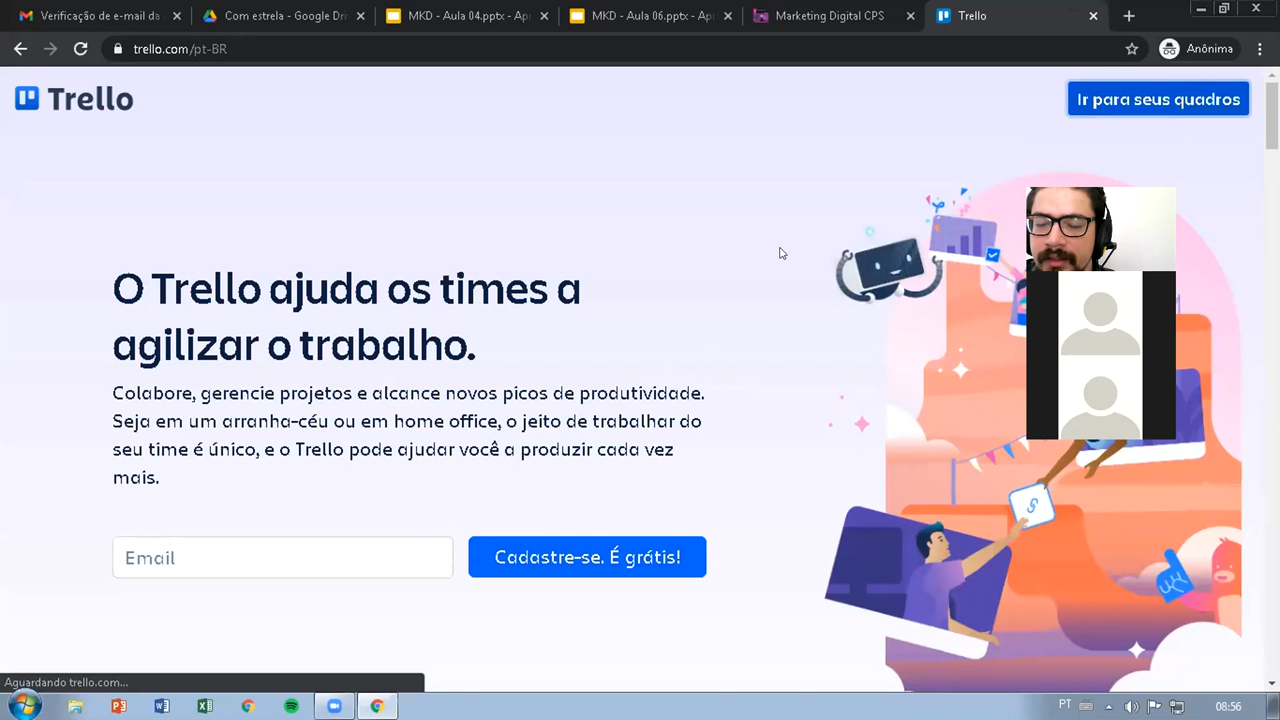 Verificação de e-mail da
Com estrela - Google Dri
MKD - Aula 04.pptx - Apr
MKD - Aula 06.pptx - Apr
Marketing Digital CPS
Trello
trello.com/pt-BR
Anônima
Trello
Ir para seus quadros
O Trello ajuda os times a
agilizar o trabalho.
Colabore, gerencie projetos e alcance novos picos de produtividade.
Seja em um arranha-céu ou em home office, o jeito de trabalhar do
seu time é único, e o Trello pode ajudar você a produzir cada vez
mais.
Email
Cadastre-se. É grátis!
Aguardando trello.com...
PT
08:56